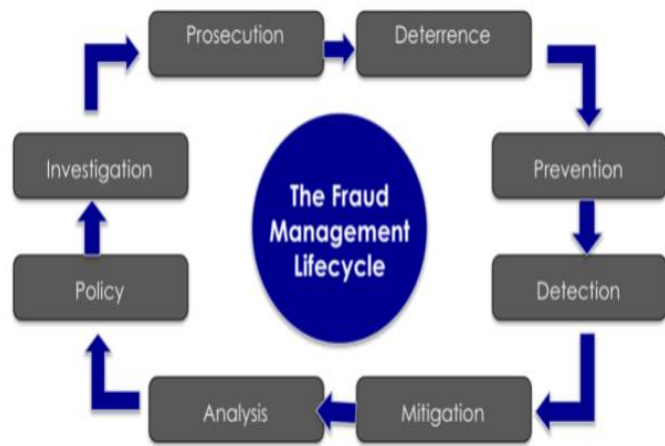 Prosecution
Deterrence
Investigation
The Fraud
Management
Lifecycle
Prevention
Policy
Detection
Analysis
Mitigation